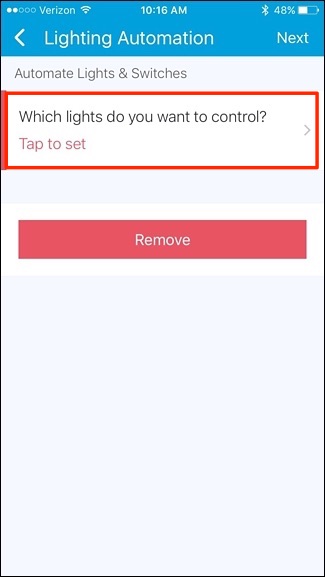 Verizon 10:16 AM 48%
Lighting Automation Next
Automate Lights & Switches
Which lights do you want to control?
Tap to set
Remove